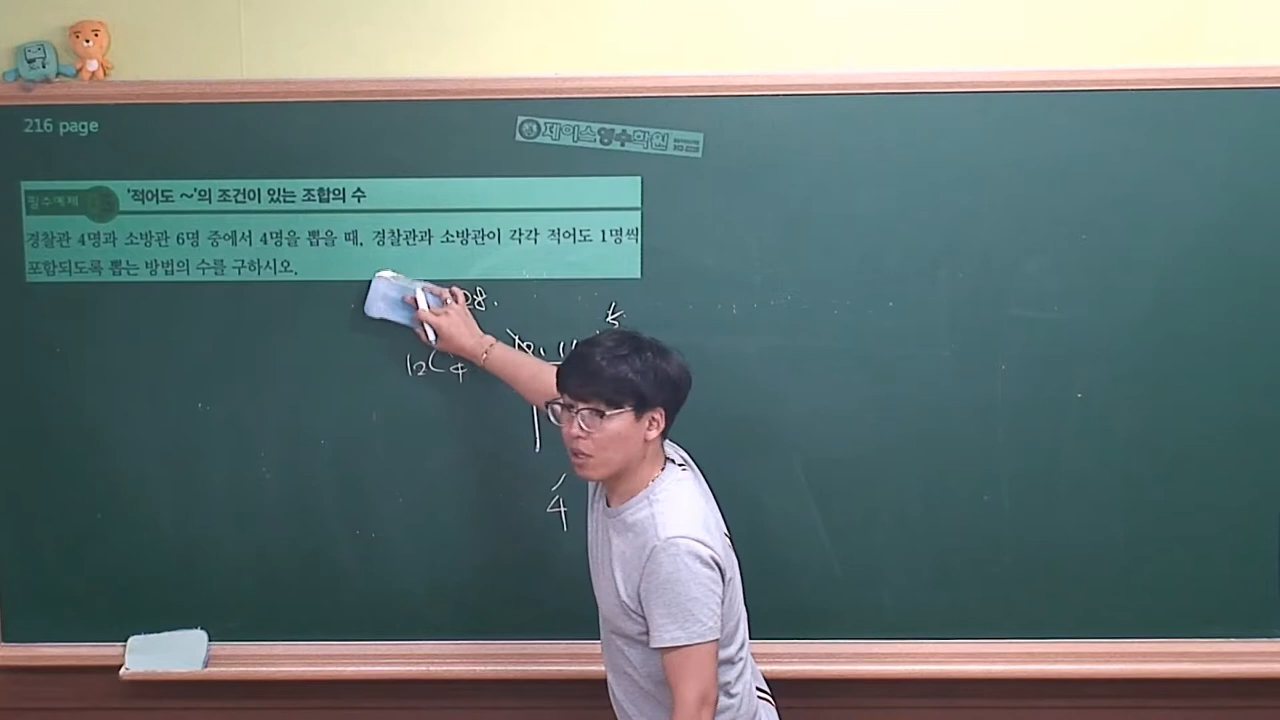 216 page
제이스영수학원
필수예제 03 '적어도 ~'의 조건이 있는 조합의 수
경찰관 4명과 소방관 6명 중에서 4명을 뽑을 때, 경찰관과 소방관이 각각 적어도 1명씩
포함되도록 뽑는 방법의 수를 구하시오.
28.
5
12C4
4